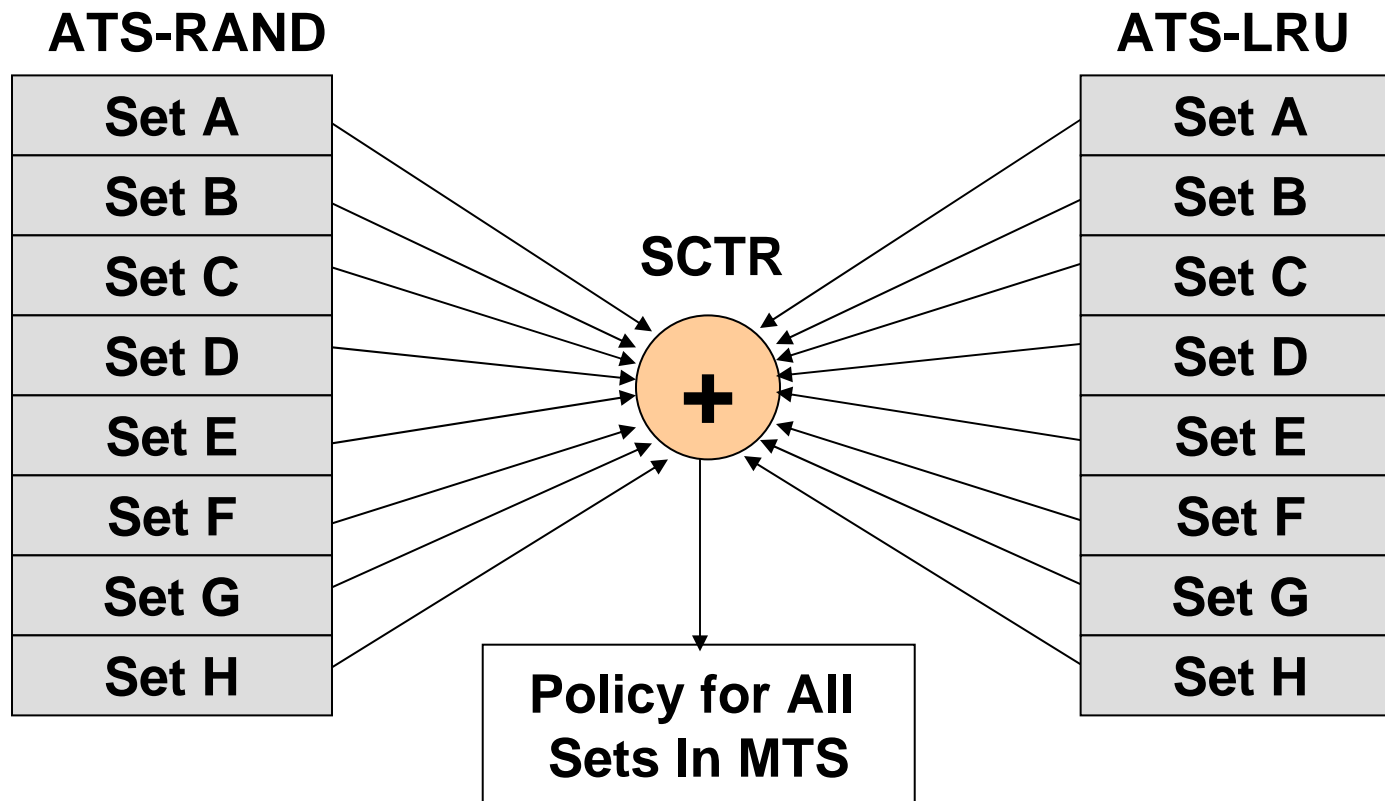 ATS-RAND
Set A
Set B
Set C
Set D
Set E
Set F
Set G
Set H
SCTR
+
Policy for All
Sets In MTS
ATS-LRU
Set A
Set B
Set C
Set D
Set E
Set F
Set G
Set H